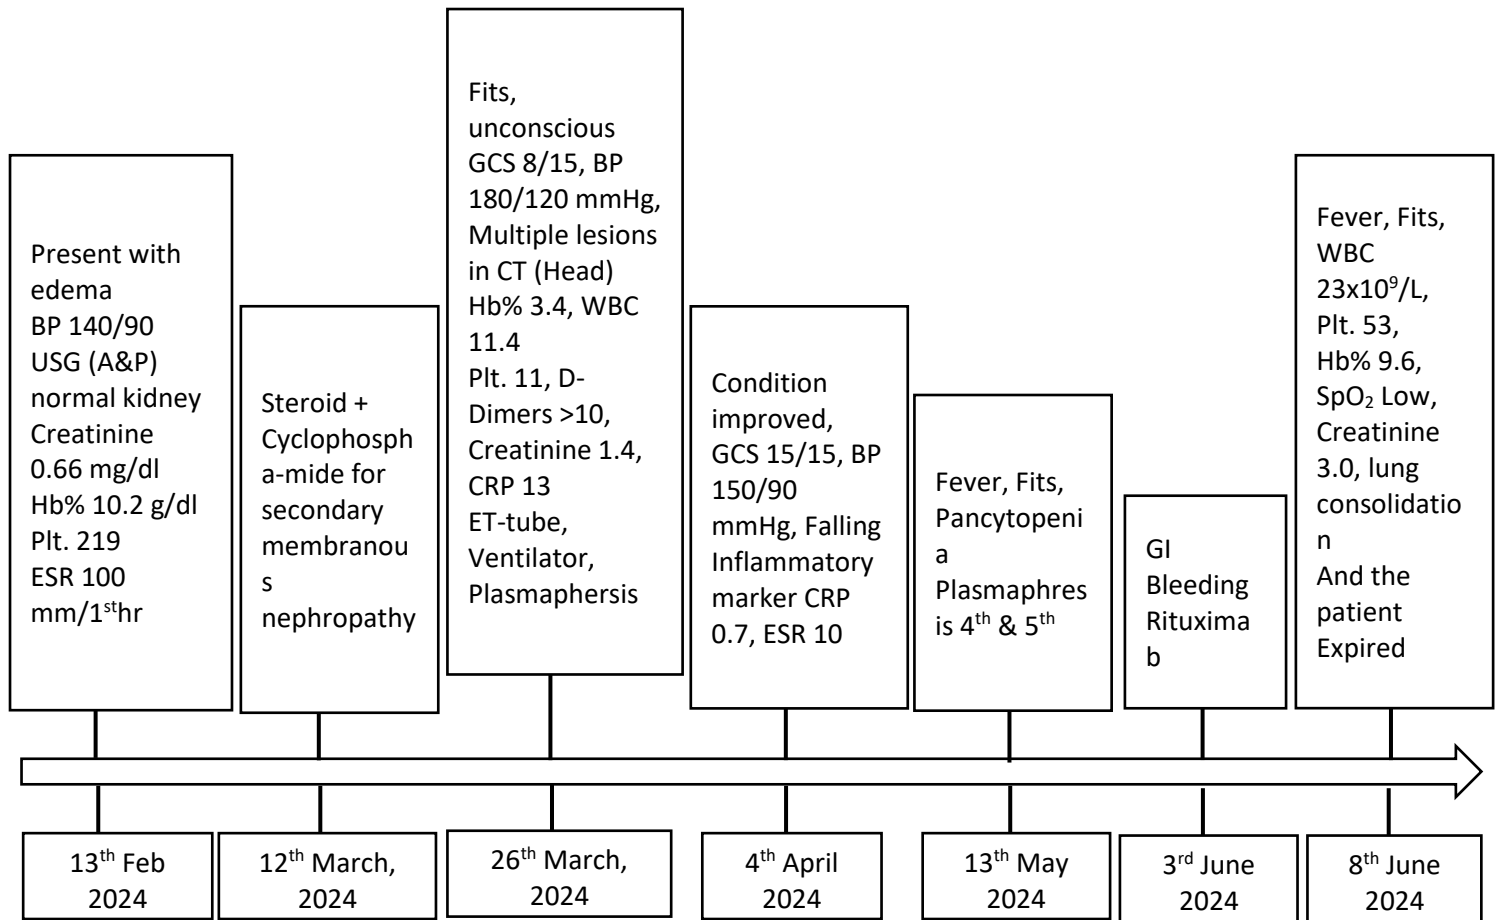 Present with
edema
BP 140/90
USG (A&P)
normal kidney
Creatinine
0.66 mg/dl
Hb% 10.2 g/dl
Plt. 219
ESR 100
mm/1sthr
Steroid +
Cyclophosph
a-mide for
secondary
membranou
s
nephropathy
Fits,
unconscious
GCS 8/15, BP
180/120 mmHg,
Multiple lesions
in CT (Head)
Hb% 3.4, WBC
11.4
Plt. 11, D-
Dimers >10,
Creatinine 1.4,
CRP 13
ET-tube,
Ventilator,
Plasmaphersis
Condition
improved,
GCS 15/15, BP
150/90
mmHg, Falling
Inflammatory
marker CRP
0.7, ESR 10
Fever, Fits,
Pancytopeni
a
Plasmaphres
is 4th & 5th
GI
Bleeding
Rituxima
b
Fever, Fits,
WBC
23x10⁹/L,
Plt. 53,
Hb% 9.6,
SpO₂ Low,
Creatinine
3.0, lung
consolidatio
n
And the
patient
Expired
13th Feb
2024
12th March,
2024
26th March,
2024
4th April
2024
13th May
2024
3rd June
2024
8th June
2024